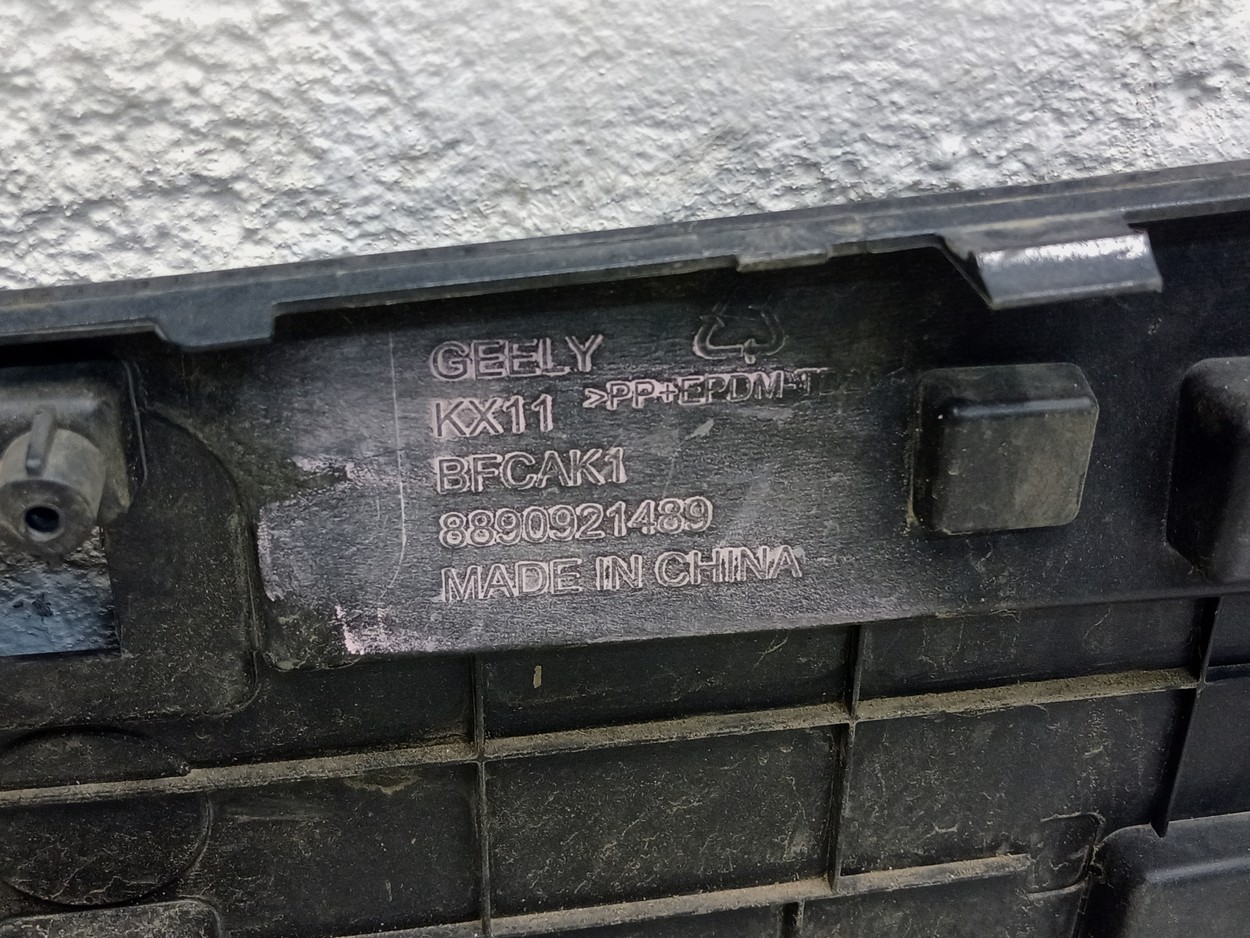 GEELY
>PP+EPDM-T
KX11
BFCAK1
8890921489
MADE IN CHINA